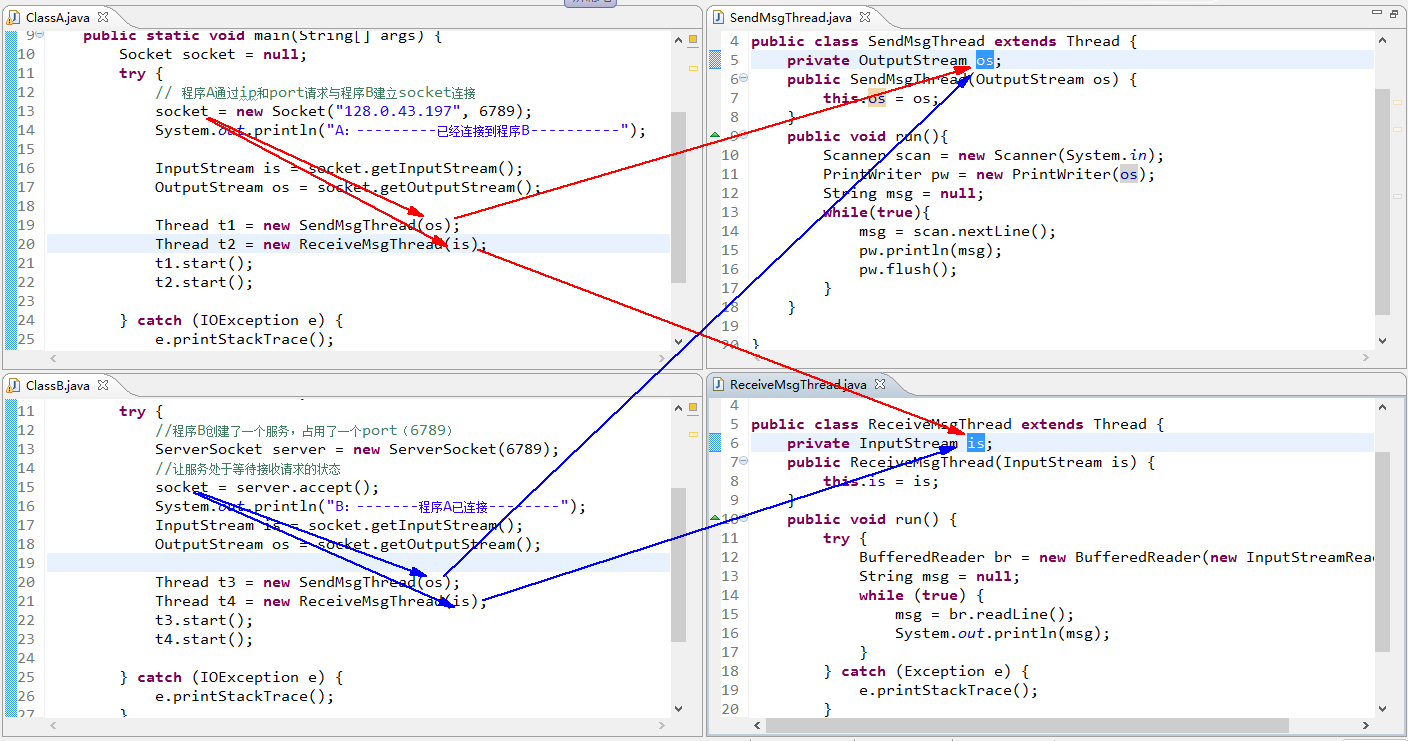 ClassA.java
9 public static void main(String[] args) {
10 Socket socket = null;
11 try {
12 // 程序A通过ip和port请求与程序B建立socket连接
13 socket = new Socket("128.0.43.197", 6789);
14 System.out.println("A: ----------已经连接到程序B----------");
15
16 InputStream is = socket.getInputStream();
17 OutputStream os = socket.getOutputStream();
18
19 Thread t1 = new SendMsgThread(os);
20 Thread t2 = new ReceiveMsgThread(is);
21 t1.start();
22 t2.start();
23
24 } catch (IOException e) {
25 e.printStackTrace();
SendMsgThread.java
4 public class SendMsgThread extends Thread {
5 private OutputStream os;
6 public SendMsgThread(OutputStream os) {
7 this.os = os;
8 }
9 public void run(){
10 Scanner scan = new Scanner(System.in);
11 PrintWriter pw = new PrintWriter(os);
12 String msg = null;
13 while(true){
14 msg = scan.nextLine();
15 pw.println(msg);
16 pw.flush();
17 }
18 }
19
20 }
ClassB.java
11 try {
12 //程序B创建了一个服务，占用了一个port（6789）
13 ServerSocket server = new ServerSocket(6789);
14 //让服务处于等待接收请求的状态
15 socket = server.accept();
16 System.out.println("B: -------程序A已连接--------");
17 InputStream is = socket.getInputStream();
18 OutputStream os = socket.getOutputStream();
19
20 Thread t3 = new SendMsgThread(os);
21 Thread t4 = new ReceiveMsgThread(is);
22 t3.start();
23 t4.start();
24
25 } catch (IOException e) {
26 e.printStackTrace();
27 }
ReceiveMsgThread.java
4
5 public class ReceiveMsgThread extends Thread {
6 private InputStream is;
7 public ReceiveMsgThread(InputStream is) {
8 this.is = is;
9 }
10 public void run() {
11 try {
12 BufferedReader br = new BufferedReader(new InputStreamRea
13 String msg = null;
14 while (true) {
15 msg = br.readLine();
16 System.out.println(msg);
17 }
18 } catch (Exception e) {
19 e.printStackTrace();
20 }